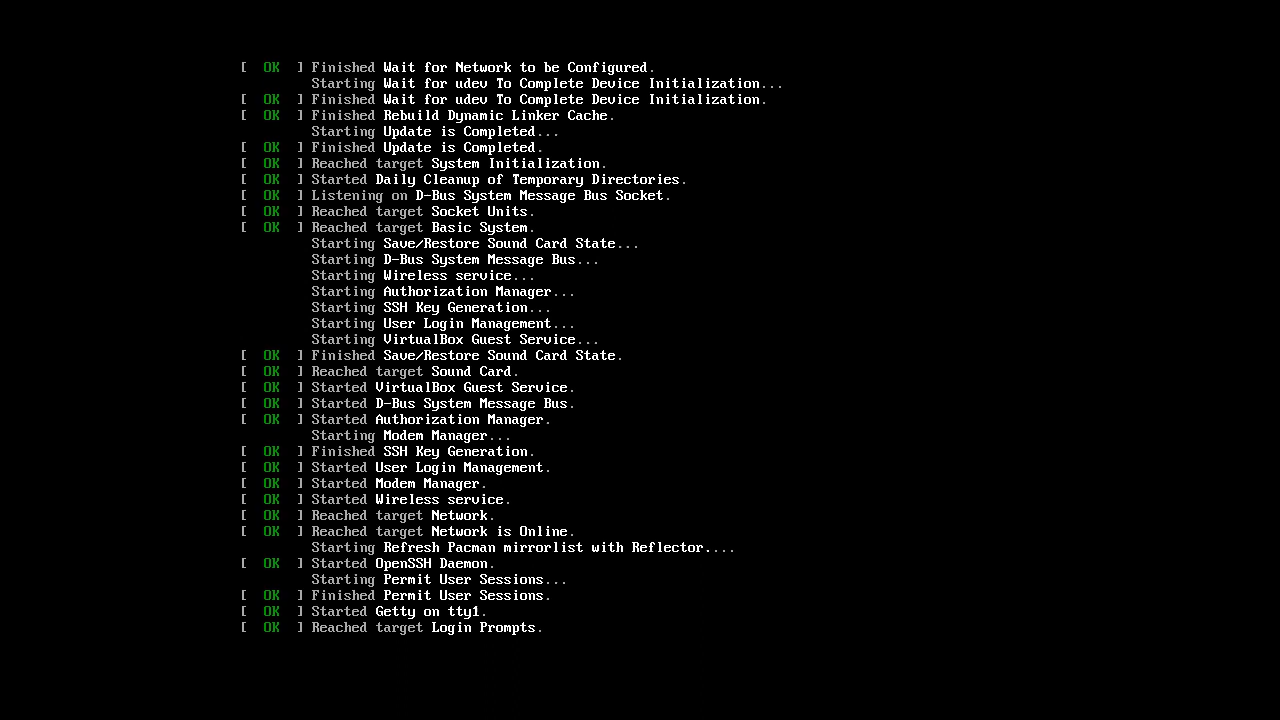 [  OK  ] Finished Wait for Network to be Configured.
         Starting Wait for udev To Complete Device Initialization...
[  OK  ] Finished Wait for udev To Complete Device Initialization.
[  OK  ] Finished Rebuild Dynamic Linker Cache.
         Starting Update is Completed...
[  OK  ] Finished Update is Completed.
[  OK  ] Reached target System Initialization.
[  OK  ] Started Daily Cleanup of Temporary Directories.
[  OK  ] Listening on D-Bus System Message Bus Socket.
[  OK  ] Reached target Socket Units.
[  OK  ] Reached target Basic System.
         Starting Save/Restore Sound Card State...
         Starting D-Bus System Message Bus...
         Starting Wireless service...
         Starting Authorization Manager...
         Starting SSH Key Generation...
         Starting User Login Management...
         Starting VirtualBox Guest Service...
[  OK  ] Finished Save/Restore Sound Card State.
[  OK  ] Reached target Sound Card.
[  OK  ] Started VirtualBox Guest Service.
[  OK  ] Started D-Bus System Message Bus.
[  OK  ] Started Authorization Manager.
         Starting Modem Manager...
[  OK  ] Finished SSH Key Generation.
[  OK  ] Started User Login Management.
[  OK  ] Started Modem Manager.
[  OK  ] Started Wireless service.
[  OK  ] Reached target Network.
[  OK  ] Reached target Network is Online.
         Starting Refresh Pacman mirrorlist with Reflector....
[  OK  ] Started OpenSSH Daemon.
         Starting Permit User Sessions...
[  OK  ] Finished Permit User Sessions.
[  OK  ] Started Getty on tty1.
[  OK  ] Reached target Login Prompts.